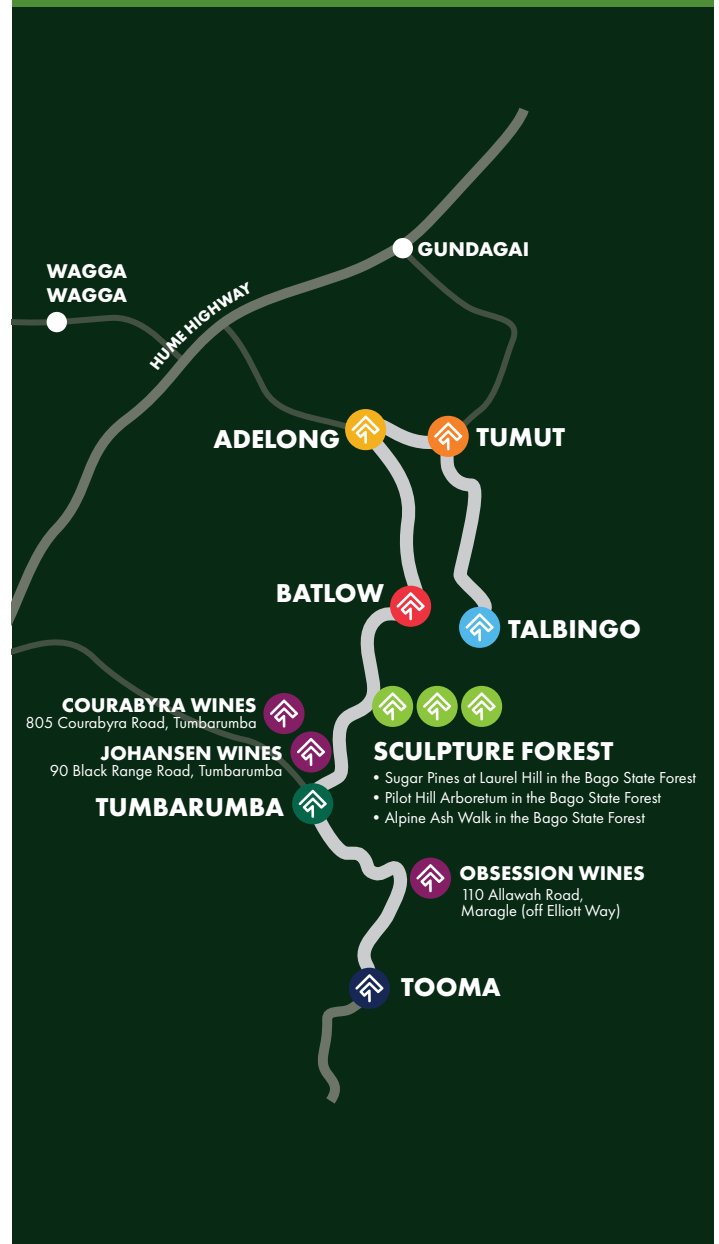 GUNDAGAI
WAGGA
WAGGA
HUME HIGHWAY
ADELONG
TUMUT
BATLOW
TALBINGO
COURABYRA WINES
805 Courabyra Road, Tumbarumba
JOHANSEN WINES
90 Black Range Road, Tumbarumba
SCULPTURE FOREST
• Sugar Pines at Laurel Hill in the Bago State Forest
• Pilot Hill Arboretum in the Bago State Forest
• Alpine Ash Walk in the Bago State Forest
TUMBARUMBA
OBSESSION WINES
110 Allawah Road,
Maragle (off Elliott Way)
TOOMA